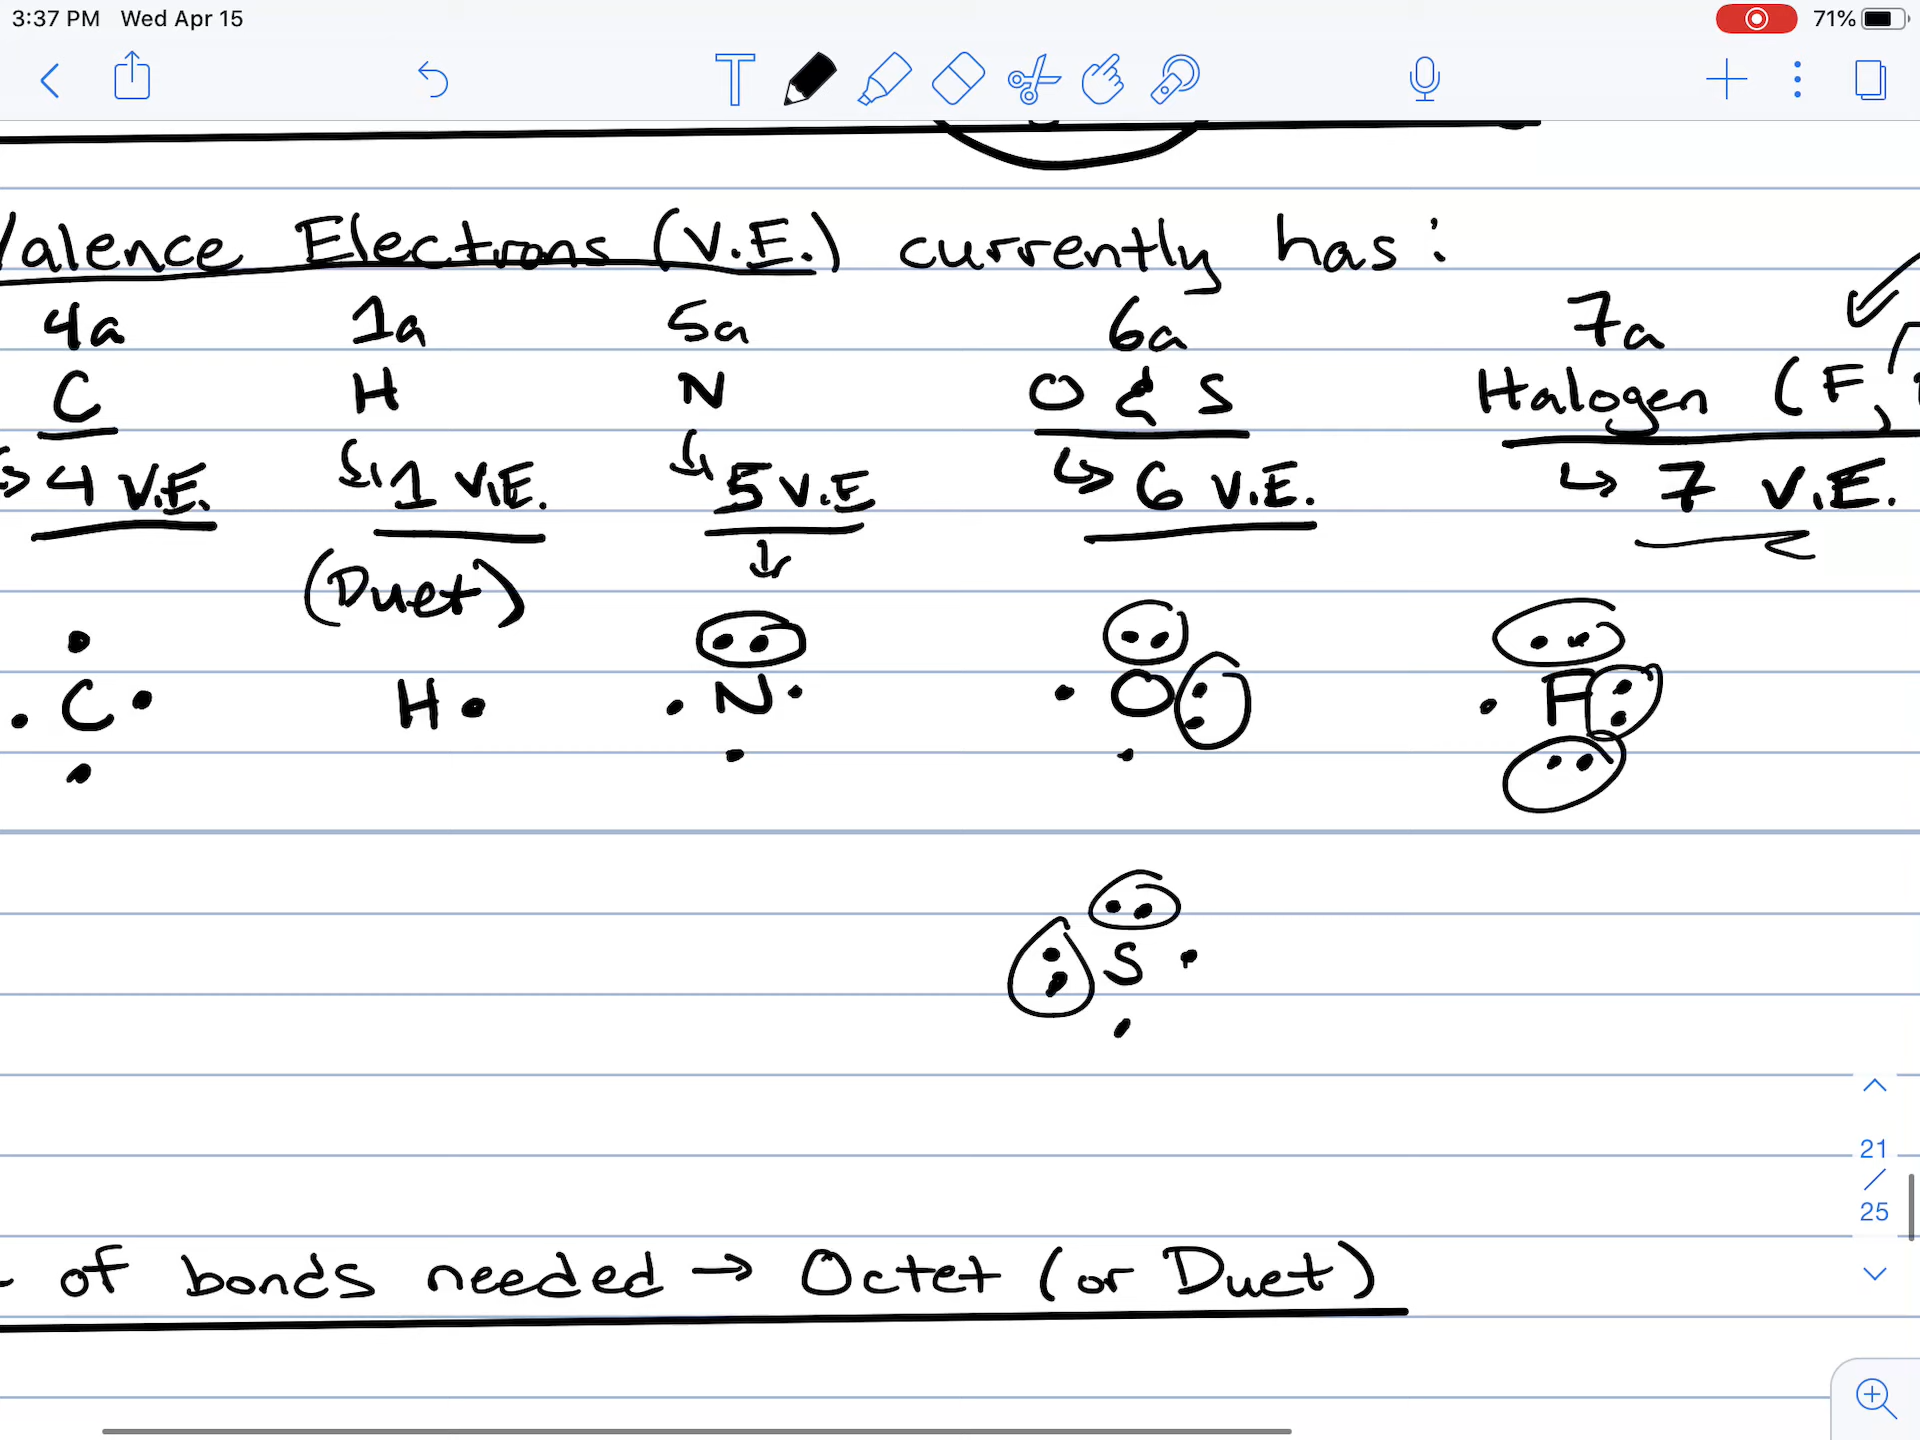 3:37 PM Wed Apr 15 71%
Valence Electrons (V.E.) currently has:
4a 1a 5a 6a 7a
C H N O & S Halogen (F,
↳ 4 V.E. ↳ 1 V.E. ↳ 5 V.E ↳ 6 V.E. ↳ 7 V.E.
(Duet)
C H N O F
S
21
/
25
of bonds needed → Octet (or Duet)